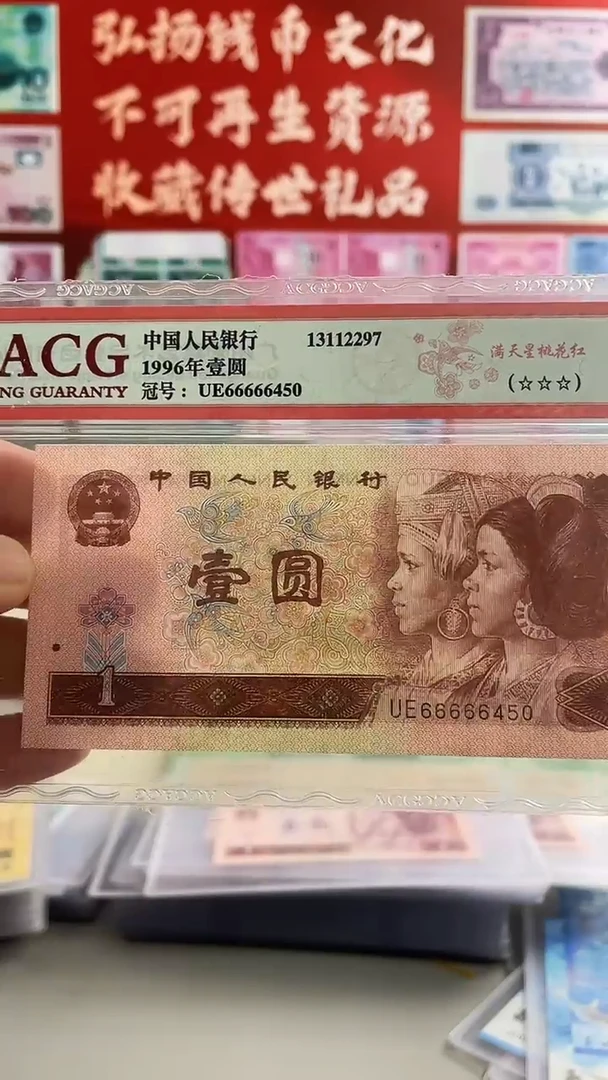 弘扬钱币文化
不可再生資源
收藏传世礼品
ACG
NG GUARANTY
中国人民银行
1996年壹圆
冠号：UE66666450
13112297
满天星桃花红
(☆☆☆)
中国人民银行
壹圆
1
UE66666450